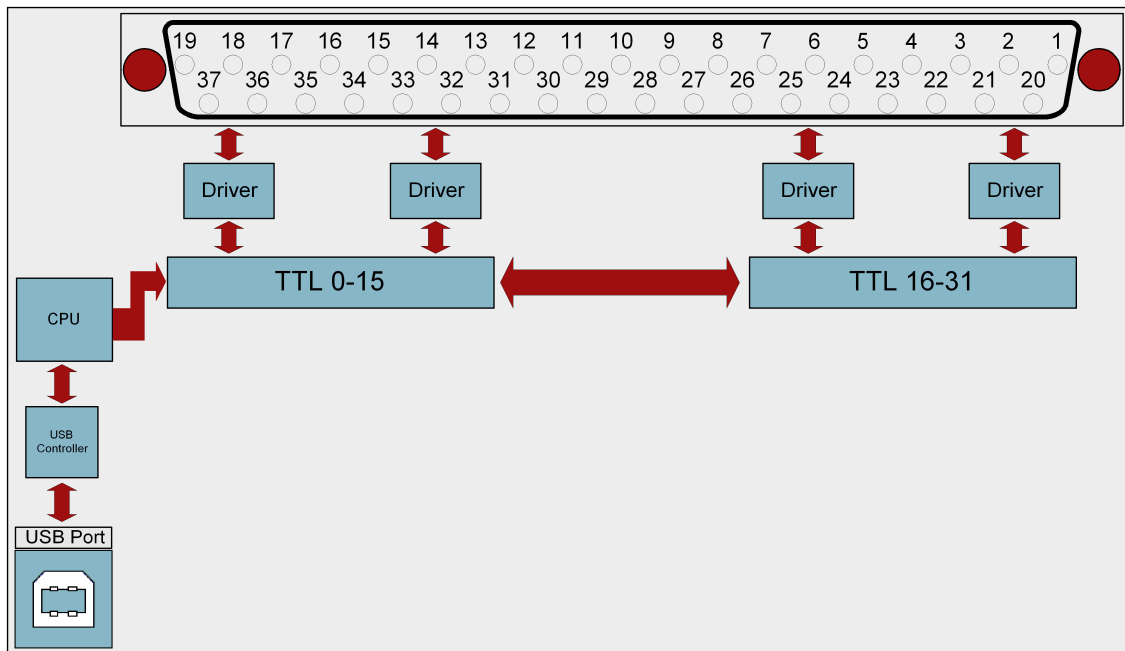 19 18 17 16 15 14 13 12 11 10 9 8 7 6 5 4 3 2 1
37 36 35 34 33 32 31 30 29 28 27 26 25 24 23 22 21 20
Driver Driver Driver Driver
TTL 0-15 TTL 16-31
CPU
USB
Controller
USB Port